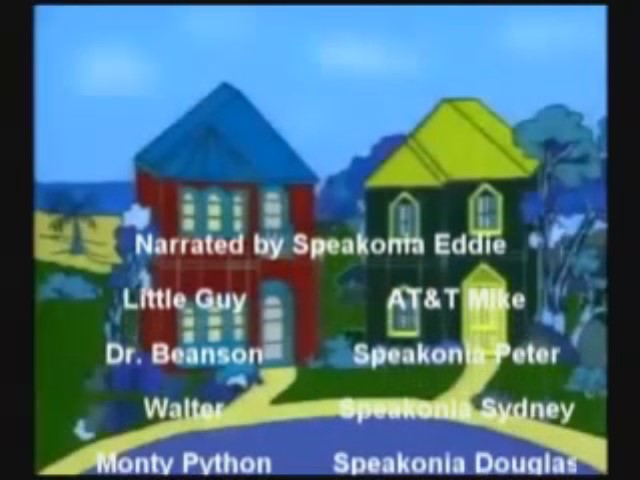 Narrated by Speakonia Eddie
Little Guy AT&T Mike
Dr. Beanson Speakonia Peter
Walter Speakonia Sydney
Monty Python Speakonia Douglas